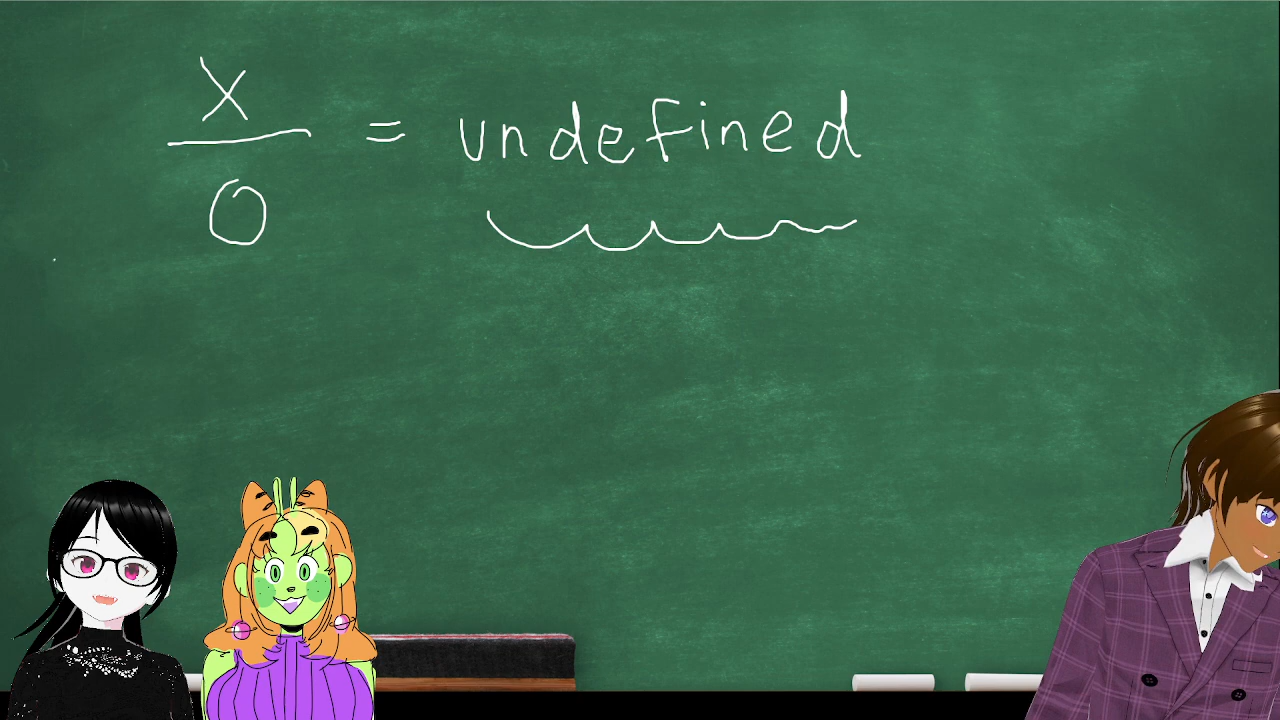 x/0 = undefined